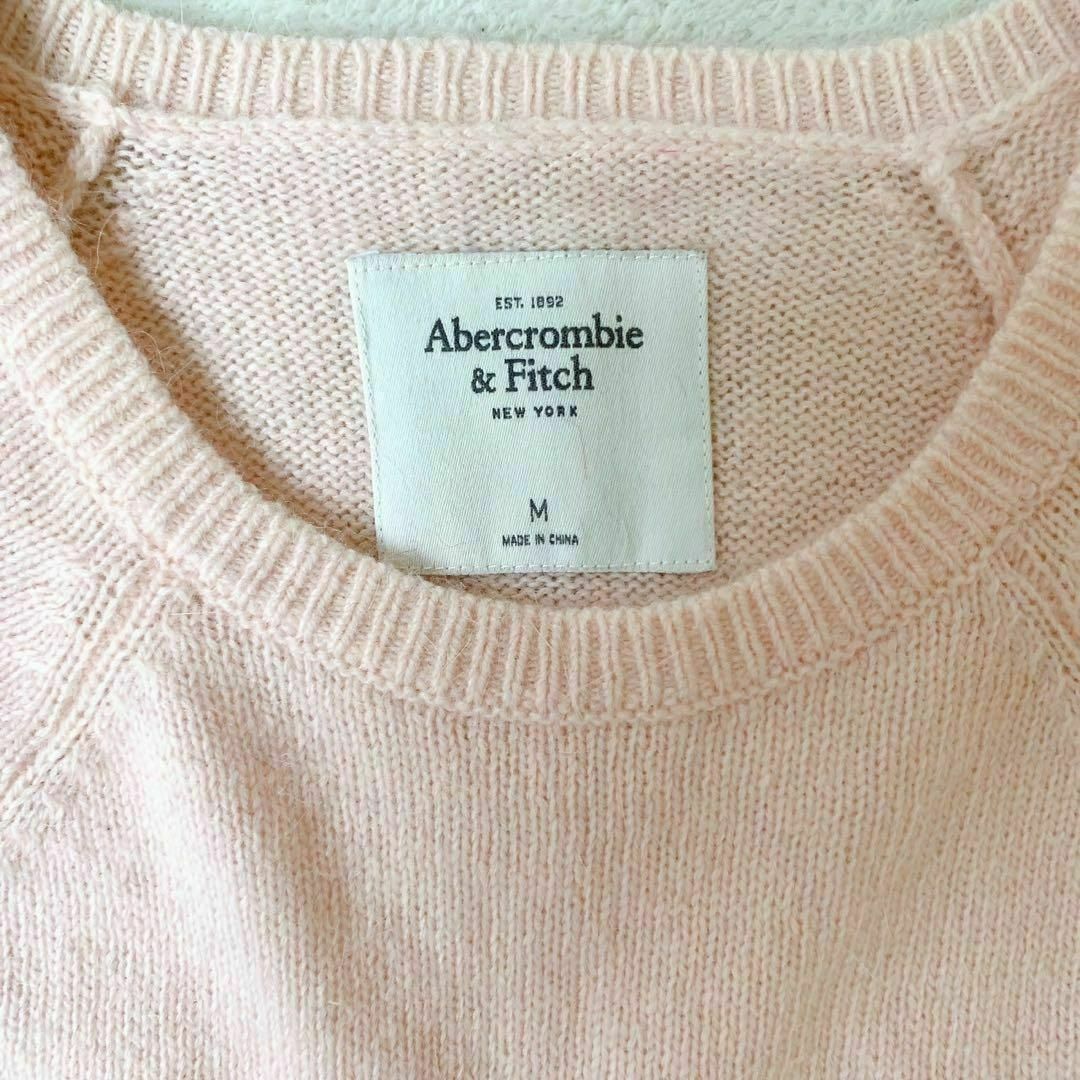 EST. 1892
Abercrombie
& Fitch
NEW YORK
M
MADE IN CHINA